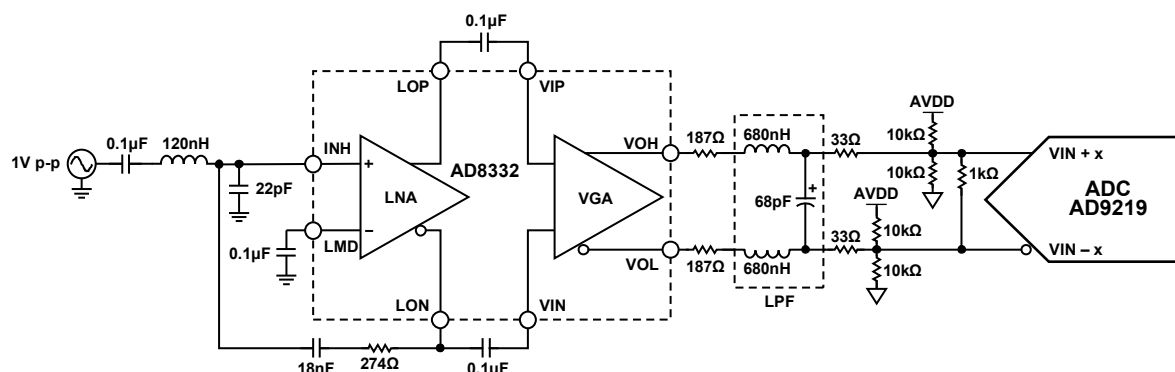 0.1µF
LOP
VIP
AVDD
120nH
187Ω
680nH
10kΩ
0.1µF
INH
VOH
33Ω
1V p-p
+
AD8332
10kΩ
1kΩ
VIN + x
22pF
LNA
VGA
68pF
+
AVDD
ADC
AD9219
–
33Ω
10kΩ
0.1µF
LMD
VOL
187Ω
680nH
10kΩ
VIN – x
LON
VIN
LPF
18nF
274Ω
0.1µF